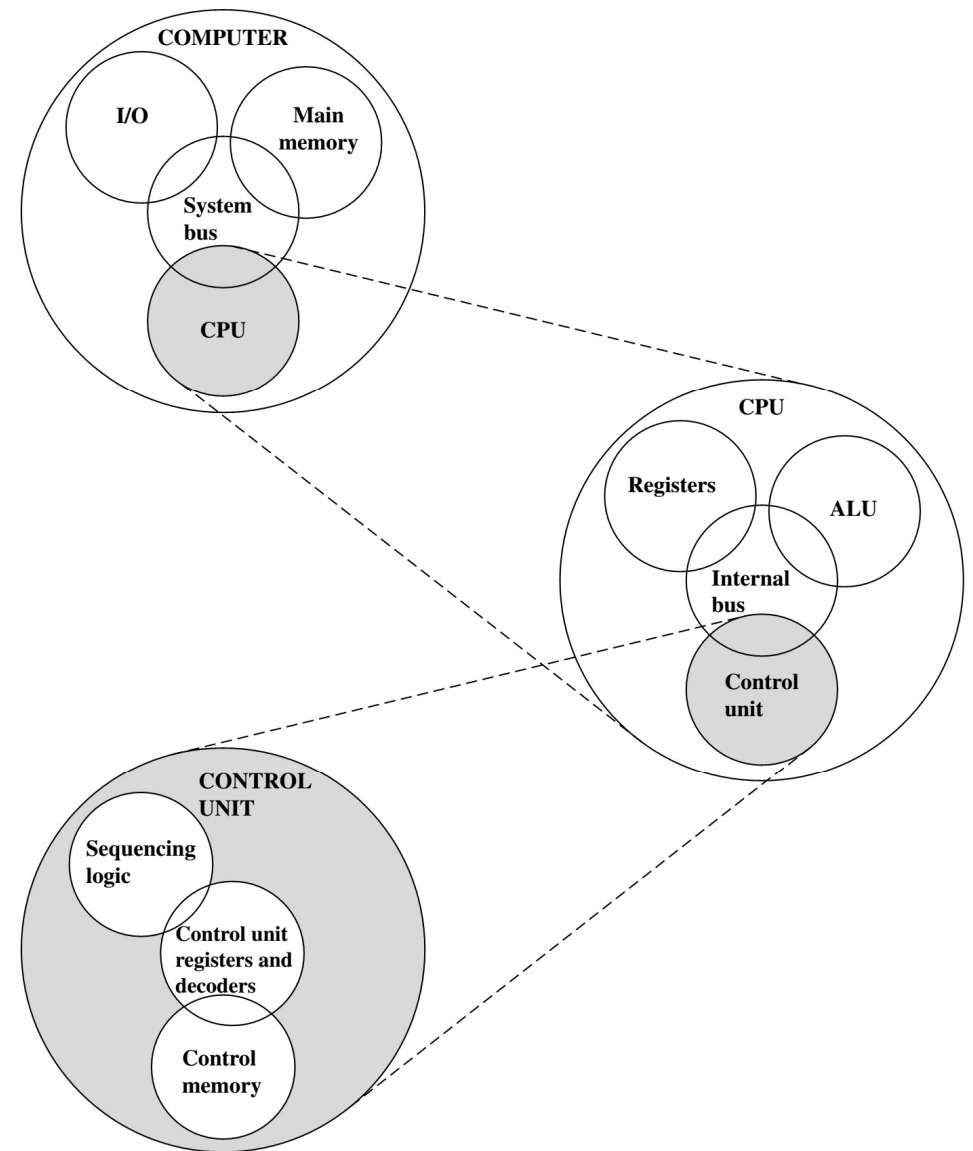 COMPUTER
I/O
Main
memory
System
bus
CPU
CPU
Registers
ALU
Internal
bus
Control
unit
CONTROL
UNIT
Sequencing
logic
Control unit
registers and
decoders
Control
memory